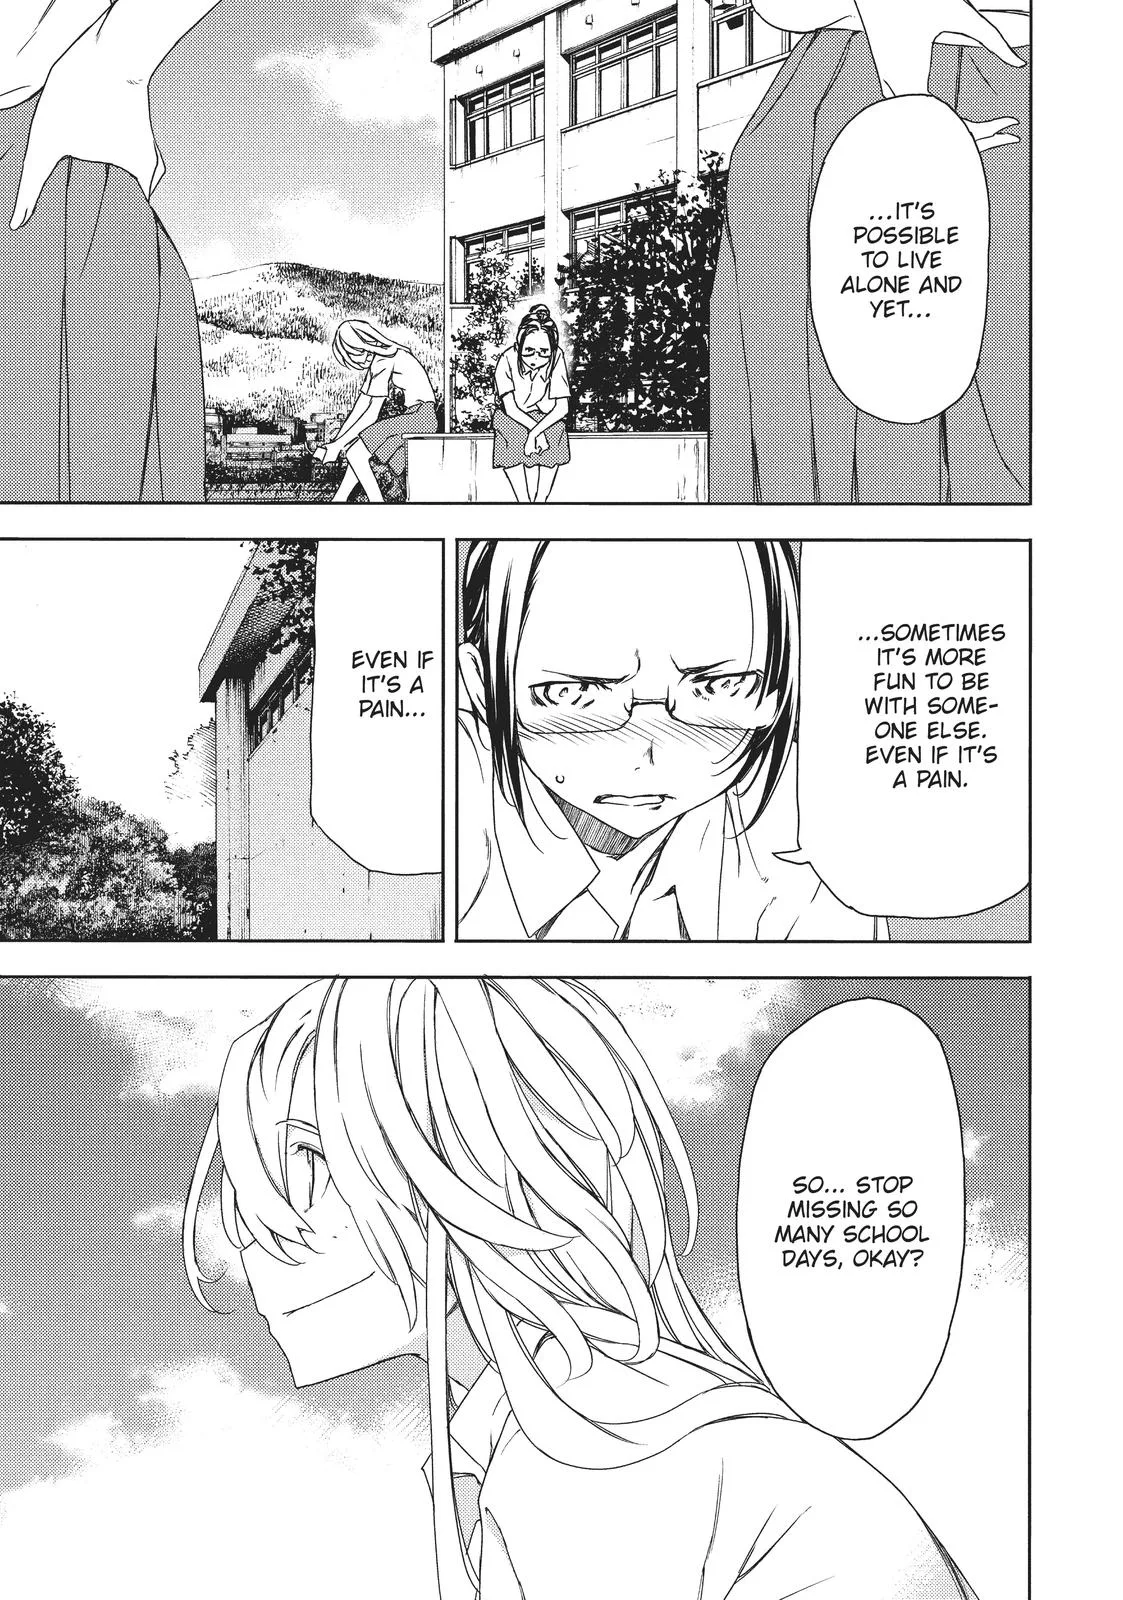 ...IT'S
POSSIBLE
TO LIVE
ALONE AND
YET...
...SOMETIMES
IT'S MORE
FUN TO BE
WITH SOME-
ONE ELSE.
EVEN IF IT'S
A PAIN.
EVEN IF
IT'S A
PAIN...
SO... STOP
MISSING SO
MANY SCHOOL
DAYS, OKAY?